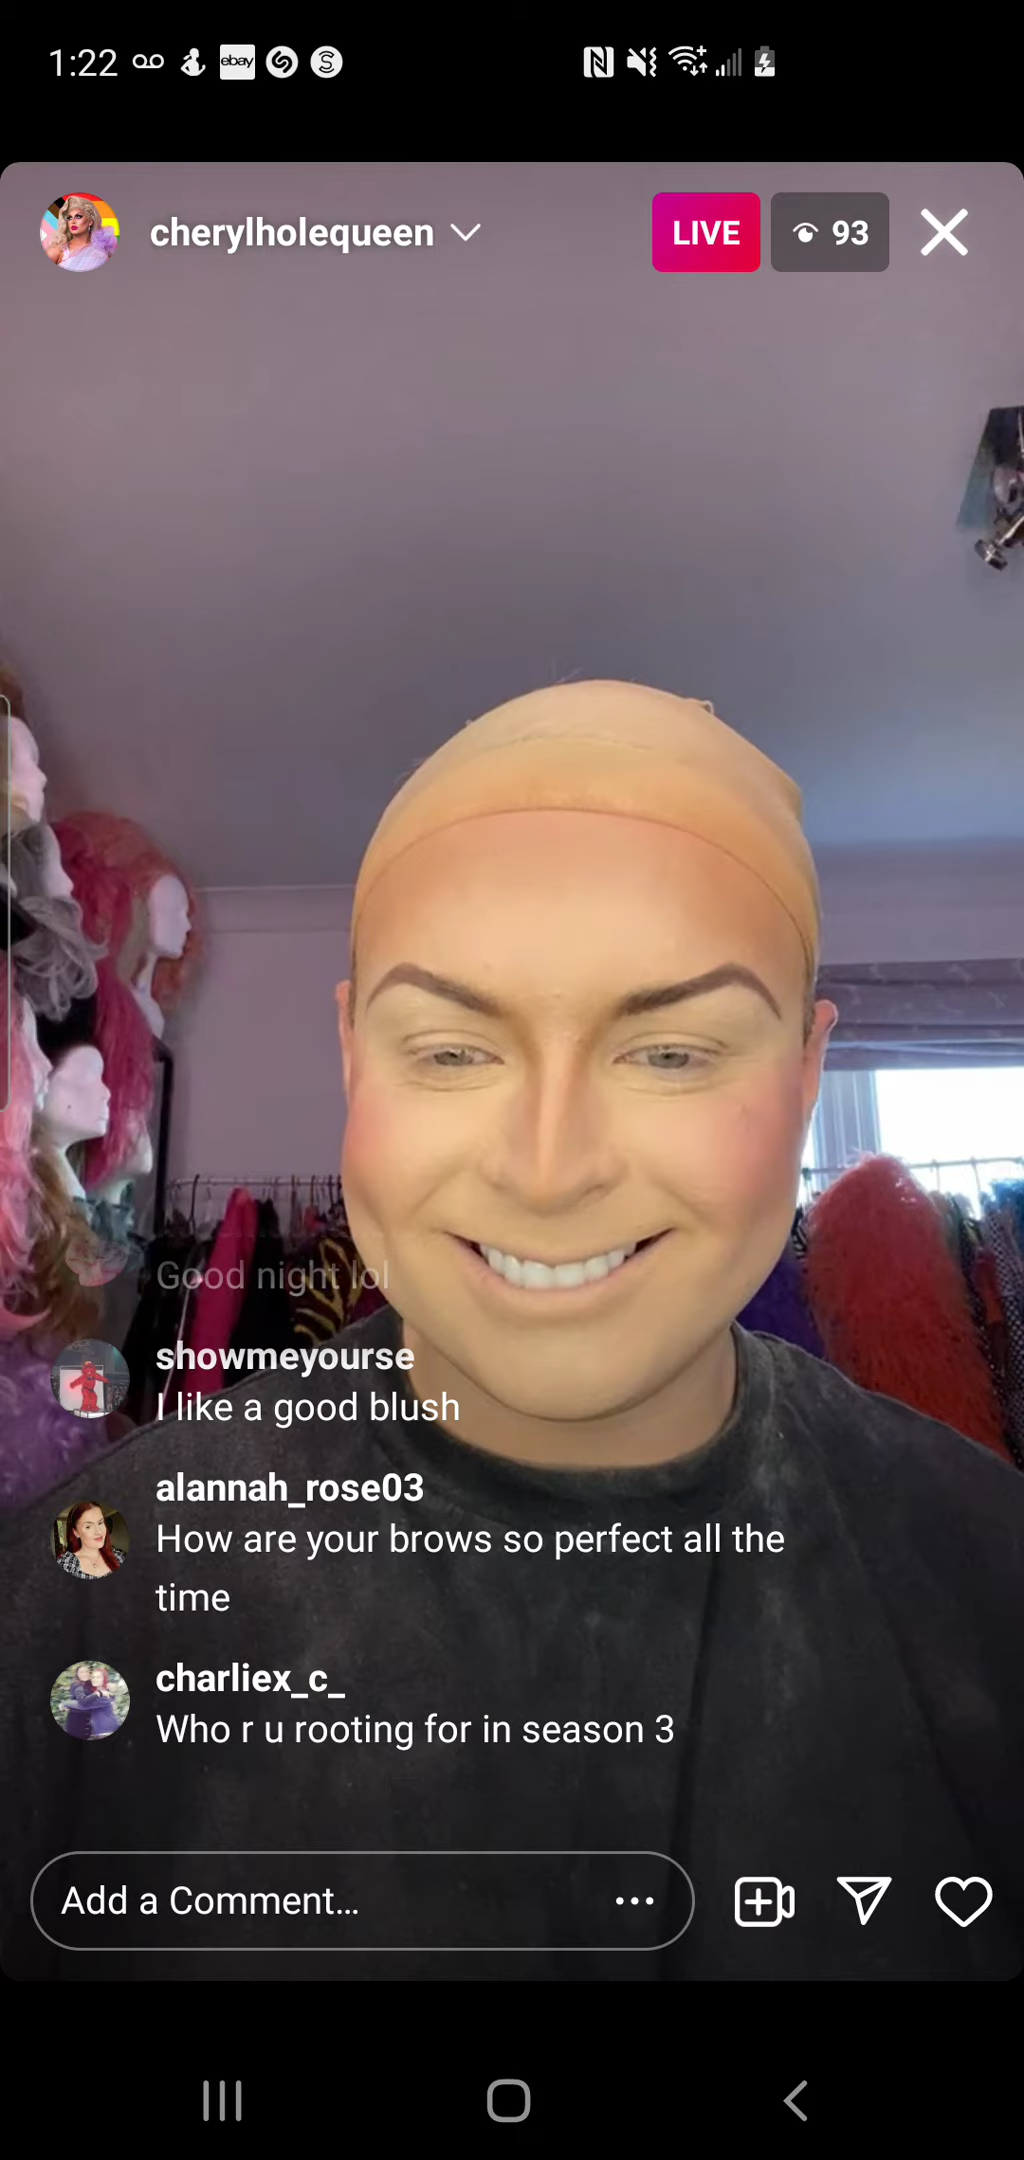 1:22
ebay
cherylholequeen
LIVE
93
Good night lol
showmeyourse
I like a good blush
alannah_rose03
How are your brows so perfect all the
time
charliex_c_
Who r u rooting for in season 3
Add a Comment...